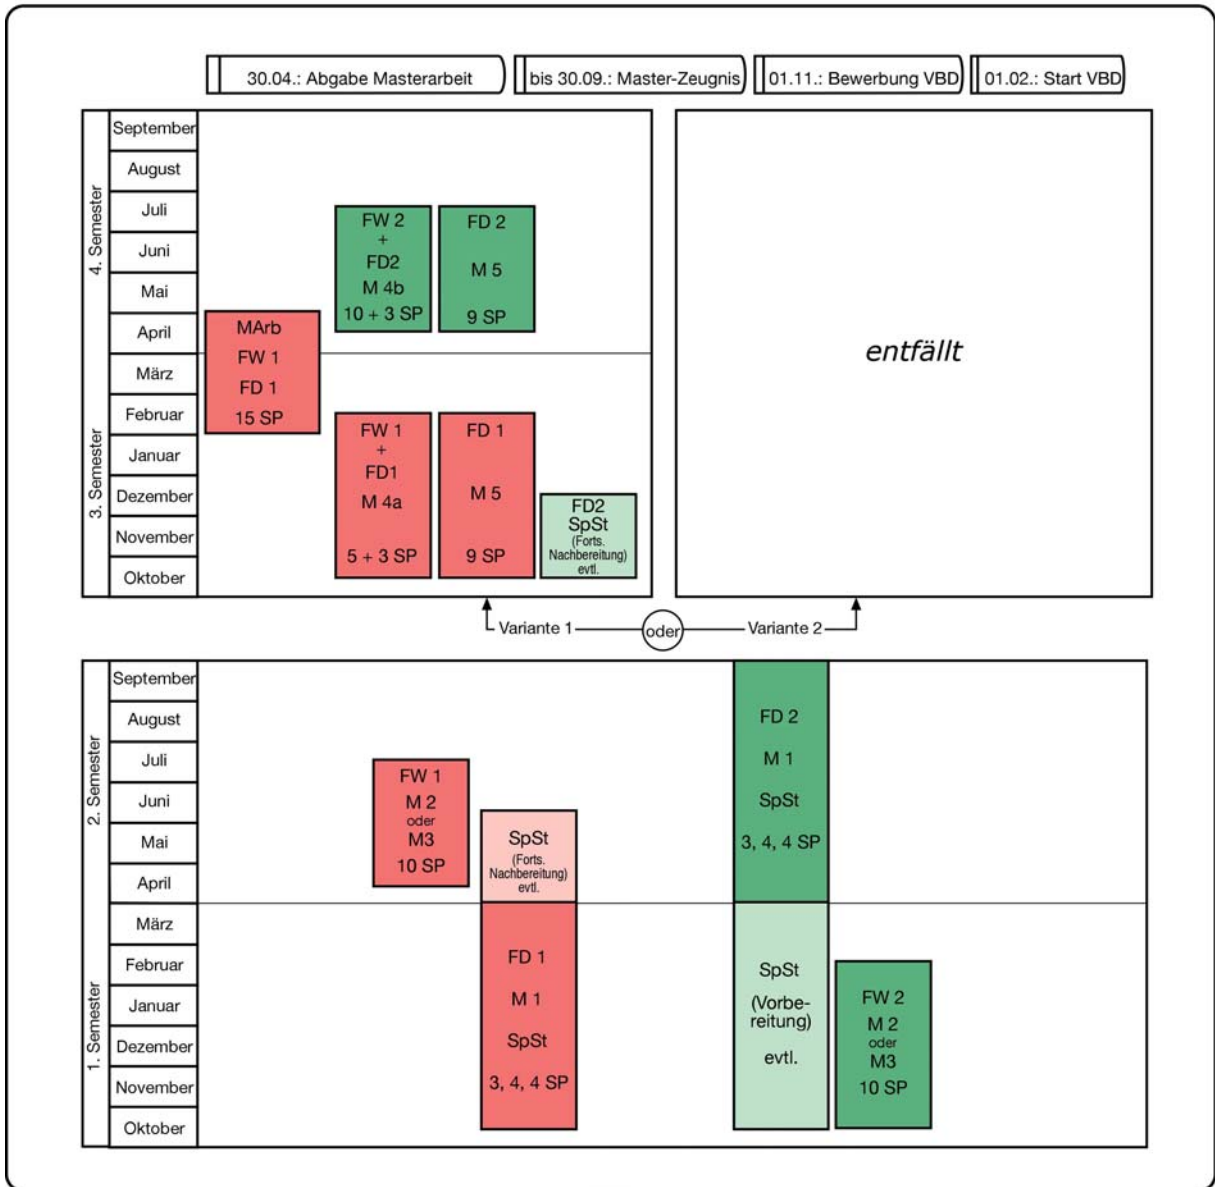 30.04.: Abgabe Masterarbeit
bis 30.09.: Master-Zeugnis
01.11.: Bewerbung VBD
01.02.: Start VBD
4. Semester
3. Semester
September
August
Juli
Juni
Mai
April
März
Februar
Januar
Dezember
November
Oktober
MArb
FW 1
FD 1
15 SP
FW 2
+
FD2
M 4b
10 + 3 SP
FD 2
M 5
9 SP
FW 1
+
FD1
M 4a
5 + 3 SP
FD 1
M 5
9 SP
FD2
SpSt
(Forts.
Nachbereitung)
evtl.
entfällt
Variante 1
oder
Variante 2
2. Semester
1. Semester
September
August
Juli
Juni
Mai
April
März
Februar
Januar
Dezember
November
Oktober
FW 1
M 2
oder
M3
10 SP
SpSt
(Forts.
Nachbereitung)
evtl.
FD 1
M 1
SpSt
3, 4, 4 SP
FD 2
M 1
SpSt
3, 4, 4 SP
SpSt
(Vorbe-
reitung)
evtl.
FW 2
M 2
oder
M3
10 SP